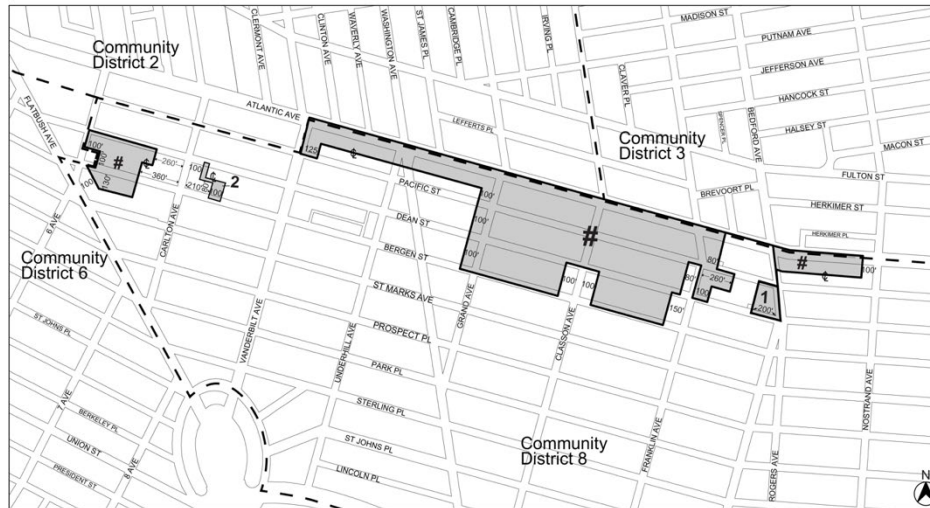 Community
District 2
FLATBUSH AVE
CLERMONT AVE
CLINTON AVE
WAVERLY AVE
WASHINGTON AVE
ST JAMES PL
CAMBRIDGE PL
IRVING PL
CLAVER PL
MADISON ST
PUTNAM AVE
JEFFERSON AVE
HANCOCK ST
HALSEY ST
MACON ST
SPENCER PL
BEDFORD AVE
ATLANTIC AVE
LEFFERTS PL
Community
District 3
FULTON ST
BREVOORT PL
HERKIMER ST
HERKIMER PL
100'
100'
#
130'
100'
260'
360'
210'
100'
100'
2
125'
PACIFIC ST
DEAN ST
BERGEN ST
100'
100'
100'
#
100'
100'
150'
80'
100'
80'
260'
1
200'
#
100'
6 AVE
Community
District 6
CARLTON AVE
VANDERBILT AVE
UNDERHILL AVE
GRAND AVE
CLASSON AVE
FRANKLIN AVE
ROGERS AVE
NOSTRAND AVE
ST MARKS AVE
PROSPECT PL
PARK PL
STERLING PL
ST JOHNS PL
LINCOLN PL
ST JOHNS PL
7 AVE
BERKELEY PL
UNION ST
PRESIDENT ST
8 AVE
Community
District 8
N